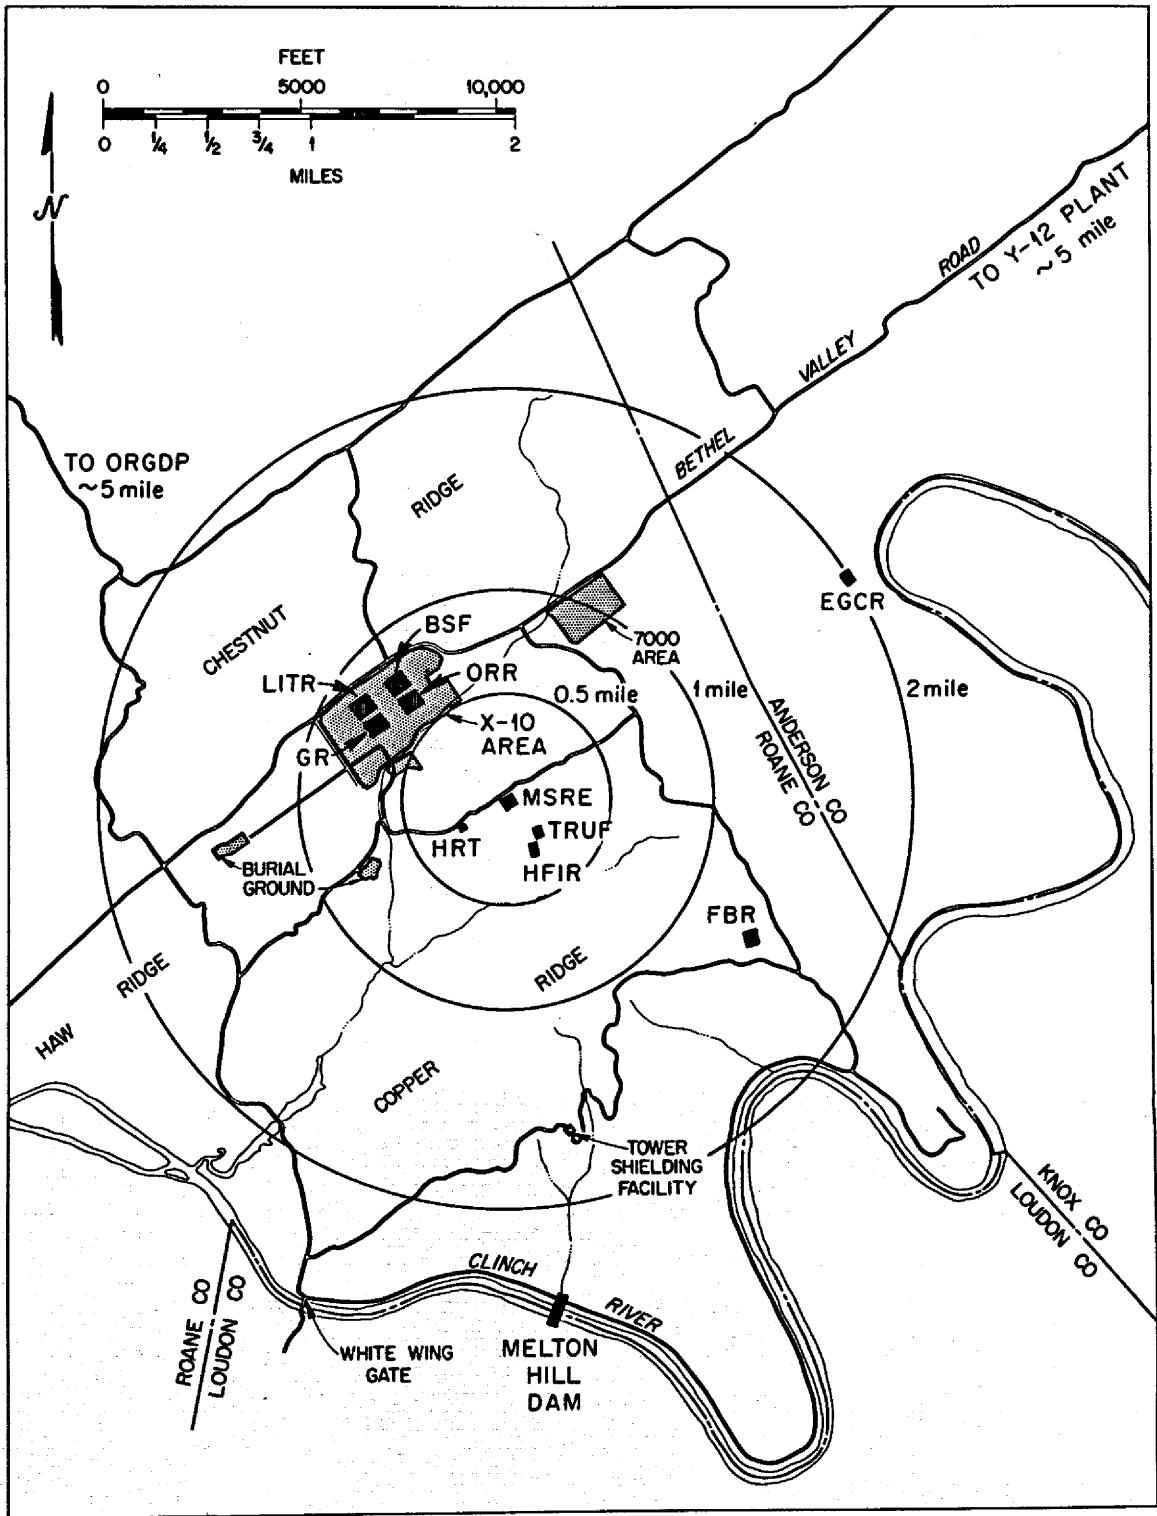 FEET
0 5000 10,000
0 ¼ ½ ¾ 1 2
MILES
N
ROAD
TO Y-12 PLANT
~ 5 mile
VALLEY
BETHEL
TO ORGDP
~5 mile
RIDGE
CHESTNUT
EGCR
BSF
7000
AREA
LITR
ORR
0.5 mile
1 mile
2 mile
X-10
AREA
GR
ANDERSON CO
ROANE CO
MSRE
HRT
TRUF
HFIR
BURIAL
GROUND
FBR
RIDGE
RIDGE
HAW
COPPER
TOWER
SHIELDING
FACILITY
KNOX CO
LOUDON CO
CLINCH
RIVER
ROANE CO
LOUDON CO
WHITE WING
GATE
MELTON
HILL
DAM